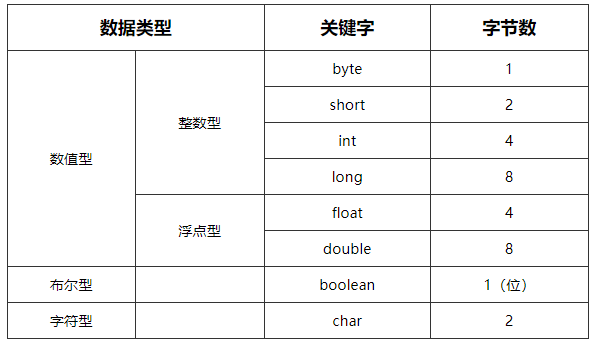 数据类型 关键字 字节数
数值型 整数型 byte 1
short 2
int 4
long 8
浮点型 float 4
double 8
布尔型 boolean 1（位）
字符型 char 2